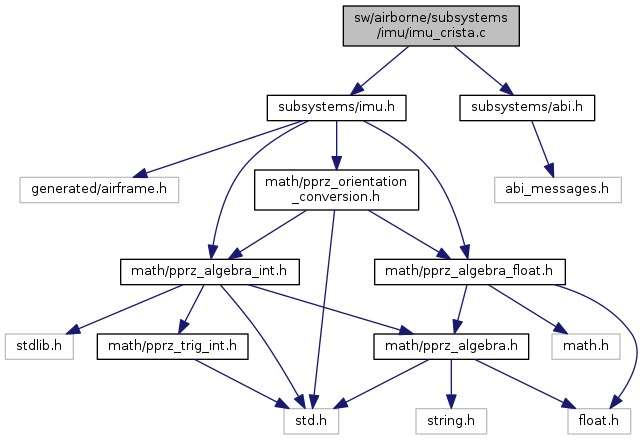 sw/airborne/subsystems
/imu/imu_crista.c
subsystems/imu.h
subsystems/abi.h
generated/airframe.h
math/pprz_orientation
_conversion.h
abi_messages.h
math/pprz_algebra_int.h
math/pprz_algebra_float.h
stdlib.h
math/pprz_trig_int.h
math/pprz_algebra.h
math.h
std.h
string.h
float.h